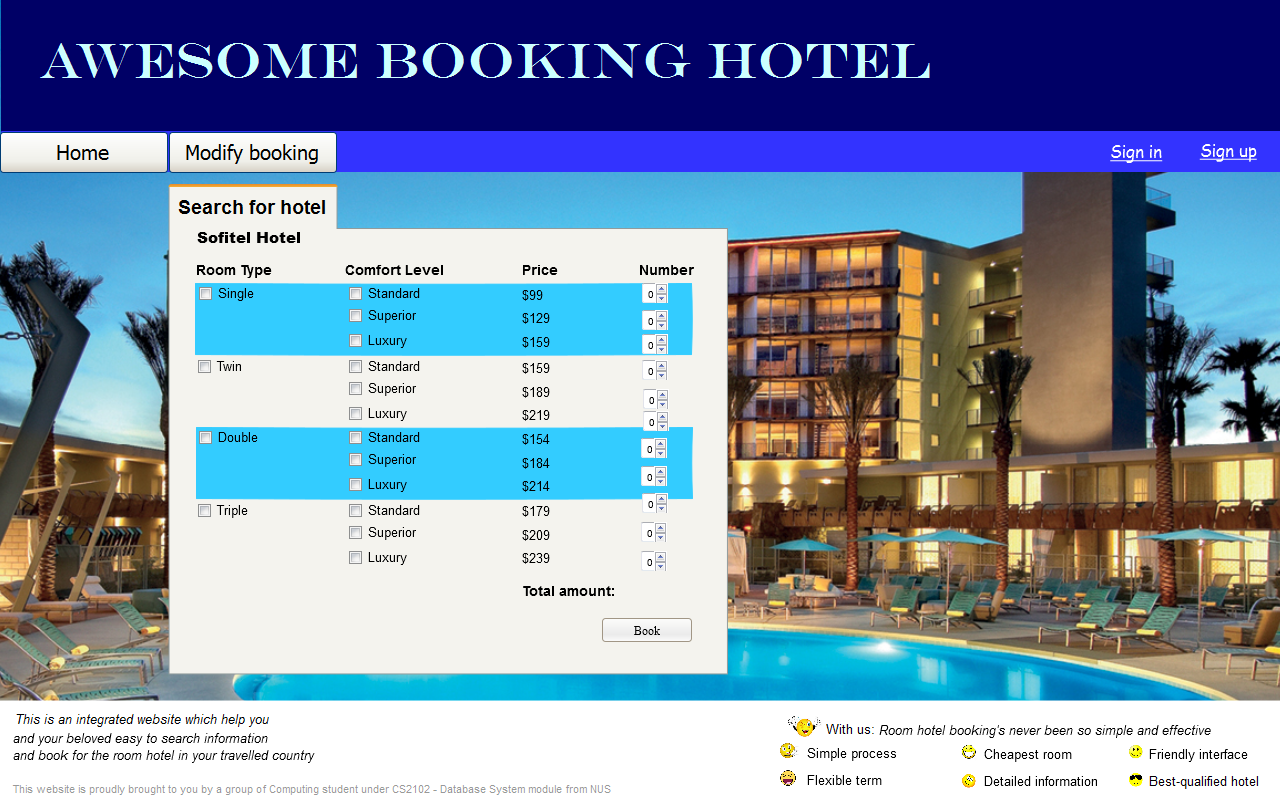 AWESOME BOOKING HOTEL
Home Modify booking Sign in Sign up
Search for hotel
Sofitel Hotel
Room Type Comfort Level Price Number
Single Standard $99 0
Superior $129 0
Luxury $159 0
Twin Standard $159 0
Superior $189 0
Luxury $219 0
Double Standard $154 0
Superior $184 0
Luxury $214 0
Triple Standard $179 0
Superior $209 0
Luxury $239 0
Total amount:
Book
This is an integrated website which help you
and your beloved easy to search information
and book for the room hotel in your travelled country
With us: Room hotel booking's never been so simple and effective
Simple process Cheapest room Friendly interface
Flexible term Detailed information Best-qualified hotel
This website is proudly brought to you by a group of Computing student under CS2102 - Database System module from NUS